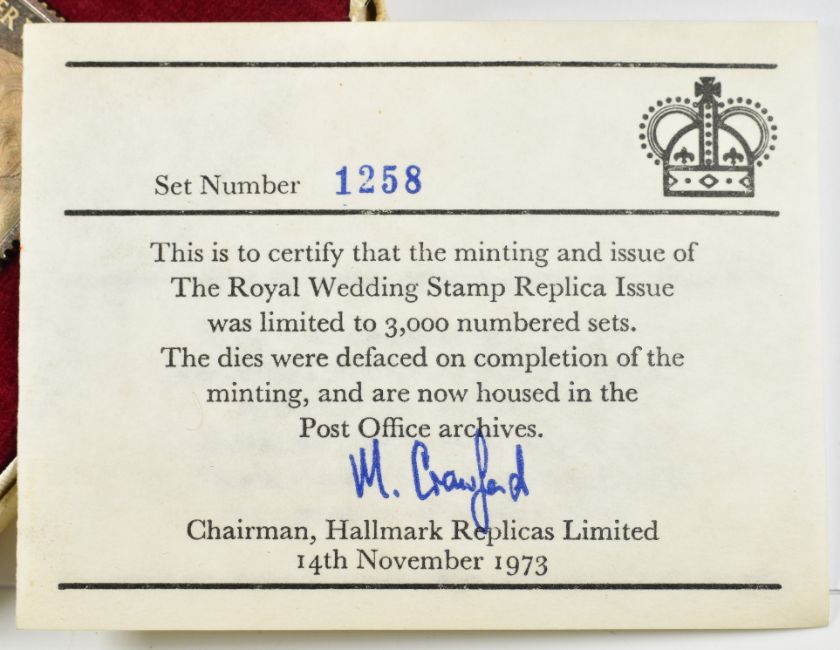 ER
Set Number 1258
This is to certify that the minting and issue of
The Royal Wedding Stamp Replica Issue
was limited to 3,000 numbered sets.
The dies were defaced on completion of the
minting, and are now housed in the
Post Office archives.
M. Crawford
Chairman, Hallmark Replicas Limited
14th November 1973